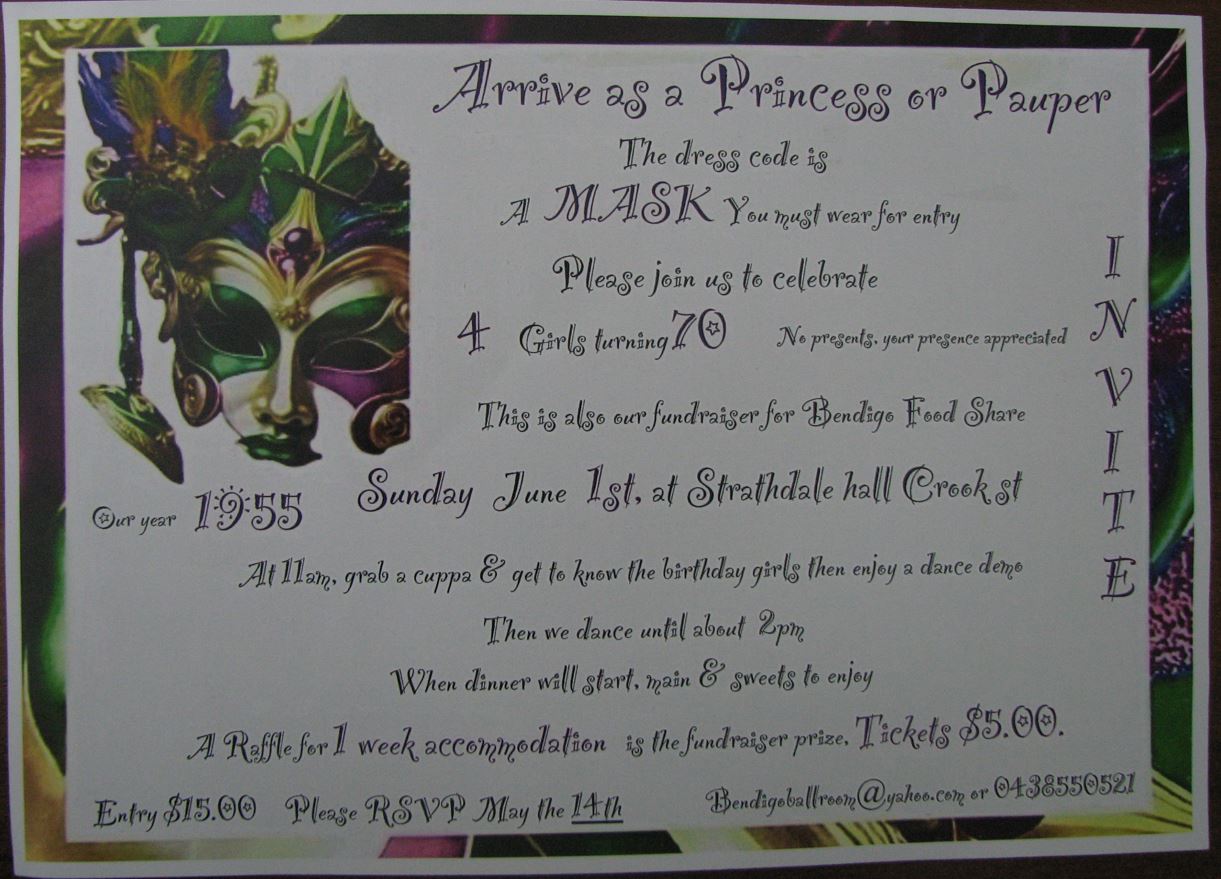 Arrive as a Princess or Pauper
The dress code is
A MASK You must wear for entry
Please join us to celebrate
4 Girls turning 70 No presents, your presence appreciated
This is also our fundraiser for Bendigo Food Share
Our year 1955 Sunday June 1st, at Strathdale hall Crook st
At 11am, grab a cuppa & get to know the birthday girls then enjoy a dance demo
Then we dance until about 2pm
When dinner will start, main & sweets to enjoy
A Raffle for 1 week accommodation is the fundraiser prize. Tickets $5.00.
Entry $15.00 Please RSVP May the 14th Bendigoballroom@yahoo.com or 0438550521
INVITE